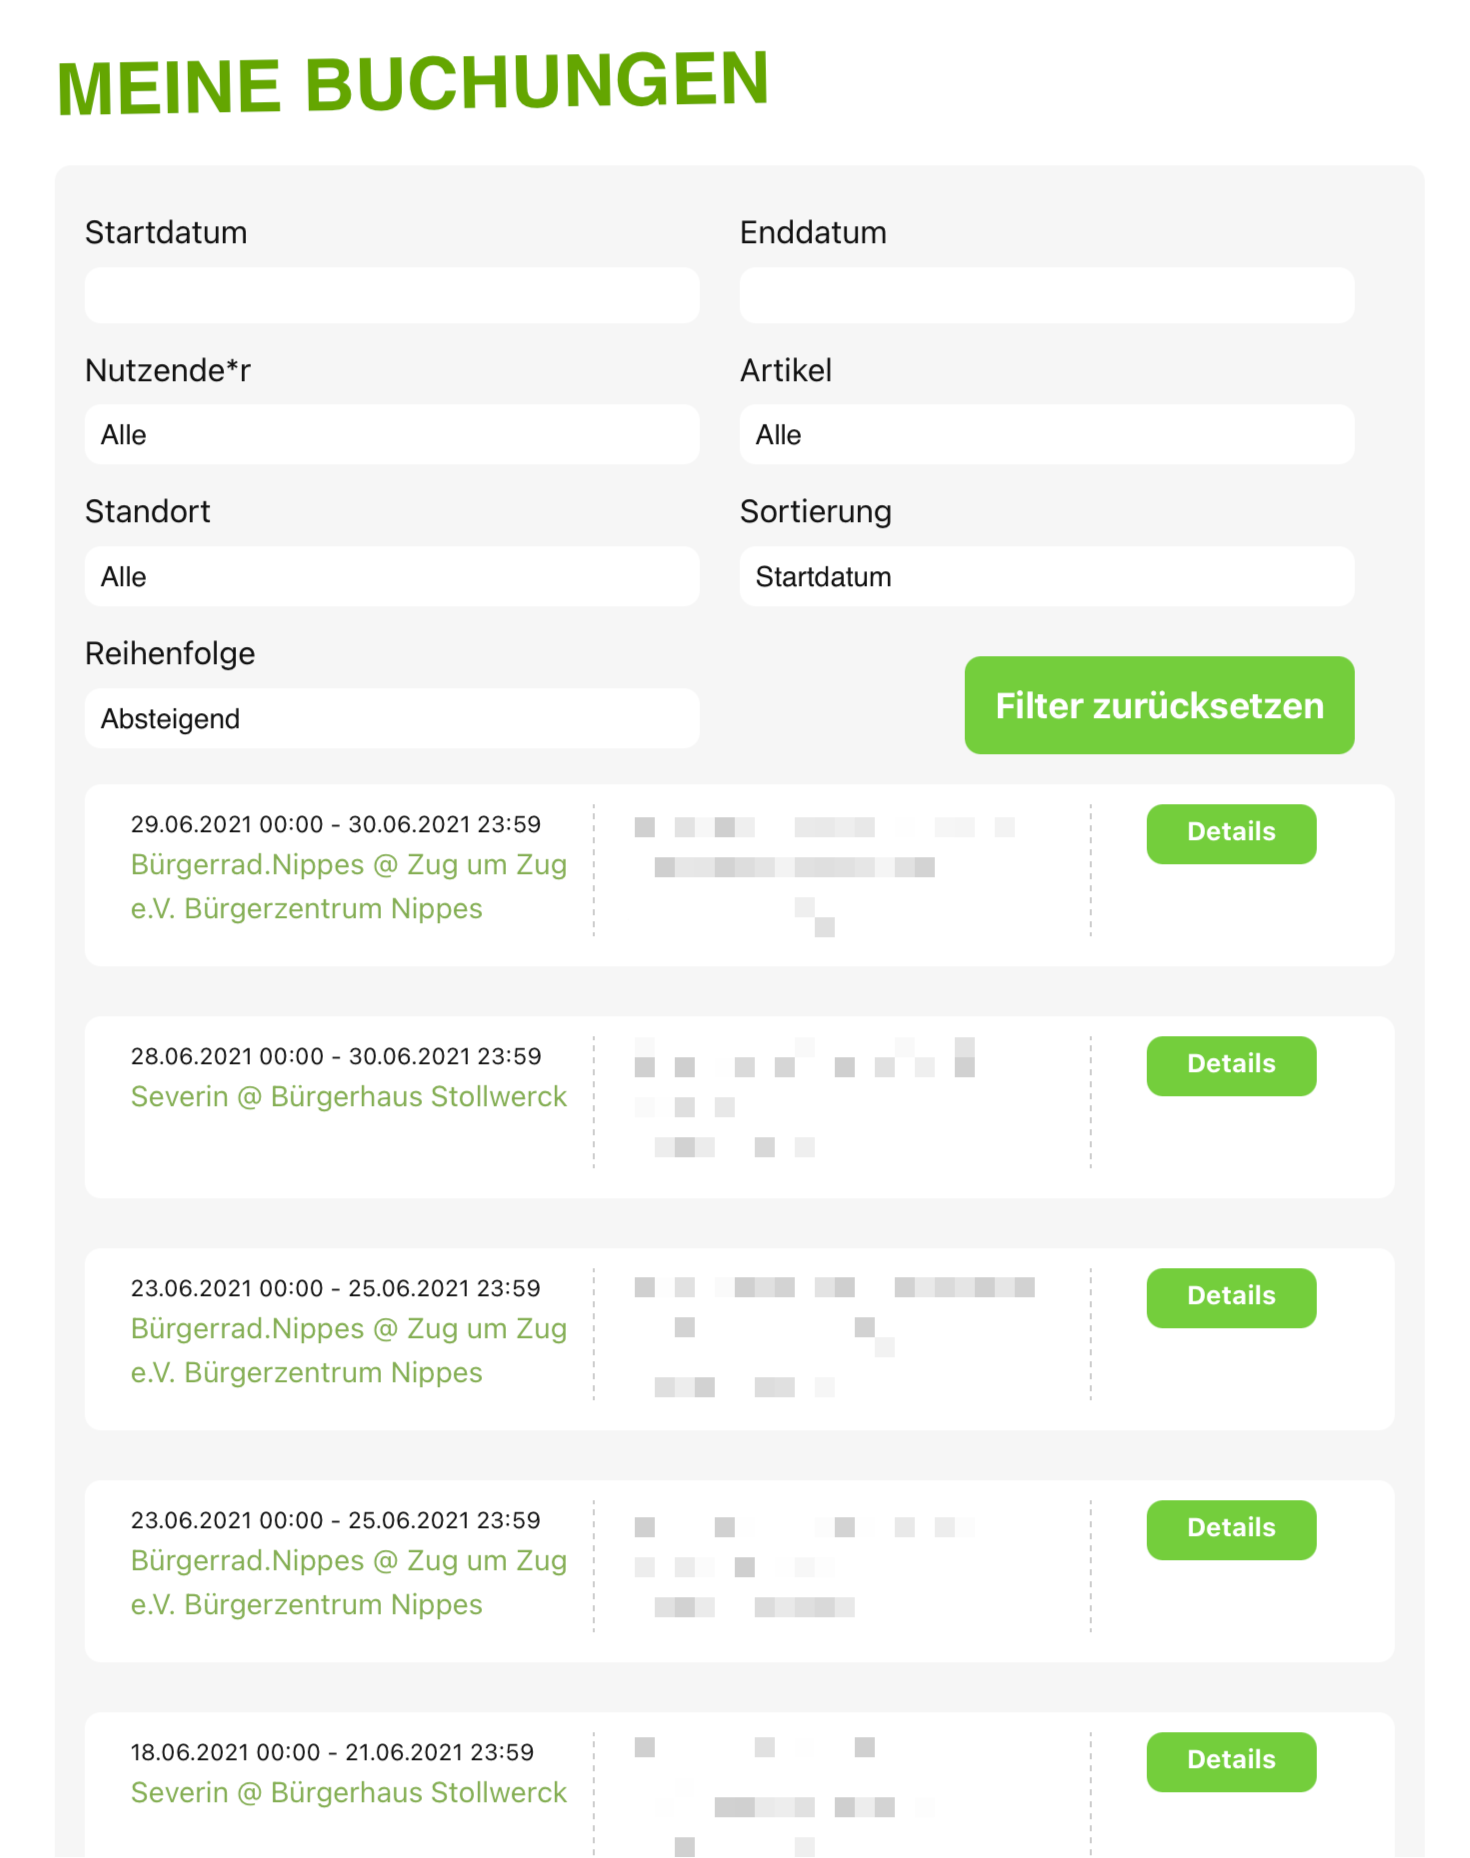 MEINE BUCHUNGEN
Startdatum
Enddatum
Nutzende*r
Artikel
Alle
Alle
Standort
Sortierung
Alle
Startdatum
Reihenfolge
Absteigend
Filter zurücksetzen
29.06.2021 00:00 - 30.06.2021 23:59
Bürgerrad.Nippes @ Zug um Zug
e.V. Bürgerzentrum Nippes
Details
28.06.2021 00:00 - 30.06.2021 23:59
Severin @ Bürgerhaus Stollwerck
Details
23.06.2021 00:00 - 25.06.2021 23:59
Bürgerrad.Nippes @ Zug um Zug
e.V. Bürgerzentrum Nippes
Details
23.06.2021 00:00 - 25.06.2021 23:59
Bürgerrad.Nippes @ Zug um Zug
e.V. Bürgerzentrum Nippes
Details
18.06.2021 00:00 - 21.06.2021 23:59
Severin @ Bürgerhaus Stollwerck
Details